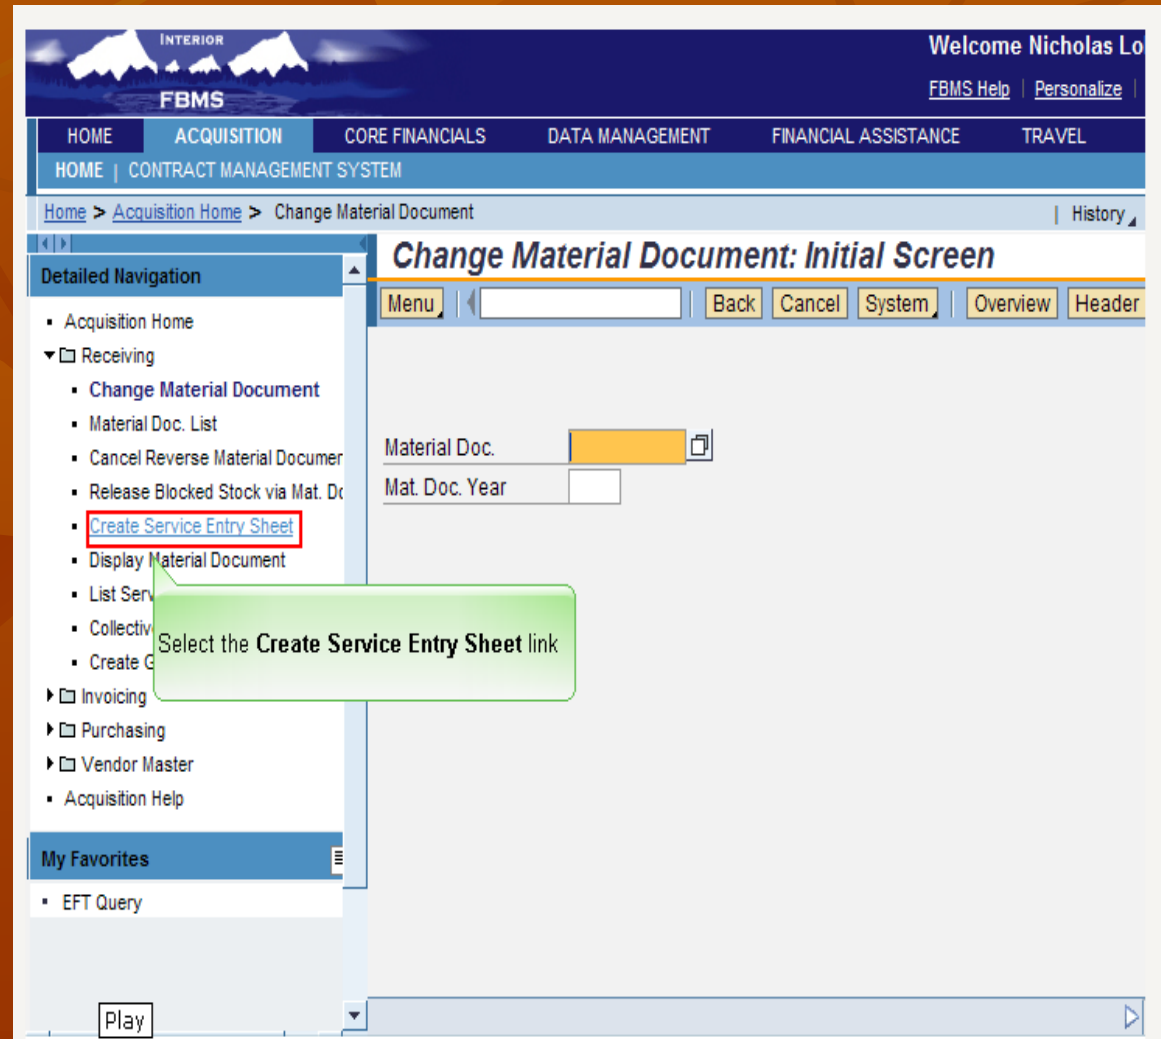 INTERIOR
FBMS
Welcome Nicholas Lo
FBMS Help | Personalize |
HOME ACQUISITION CORE FINANCIALS DATA MANAGEMENT FINANCIAL ASSISTANCE TRAVEL
HOME | CONTRACT MANAGEMENT SYSTEM
Home > Acquisition Home > Change Material Document | History
Detailed Navigation
Acquisition Home
Receiving
Change Material Document
Material Doc. List
Cancel Reverse Material Documen
Release Blocked Stock via Mat. Do
Create Service Entry Sheet
Display Material Document
List Serv
Collectiv
Create G
Invoicing
Purchasing
Vendor Master
Acquisition Help
My Favorites
EFT Query
Play
Change Material Document: Initial Screen
Menu Back Cancel System Overview Header
Material Doc.
Mat. Doc. Year
Select the Create Service Entry Sheet link